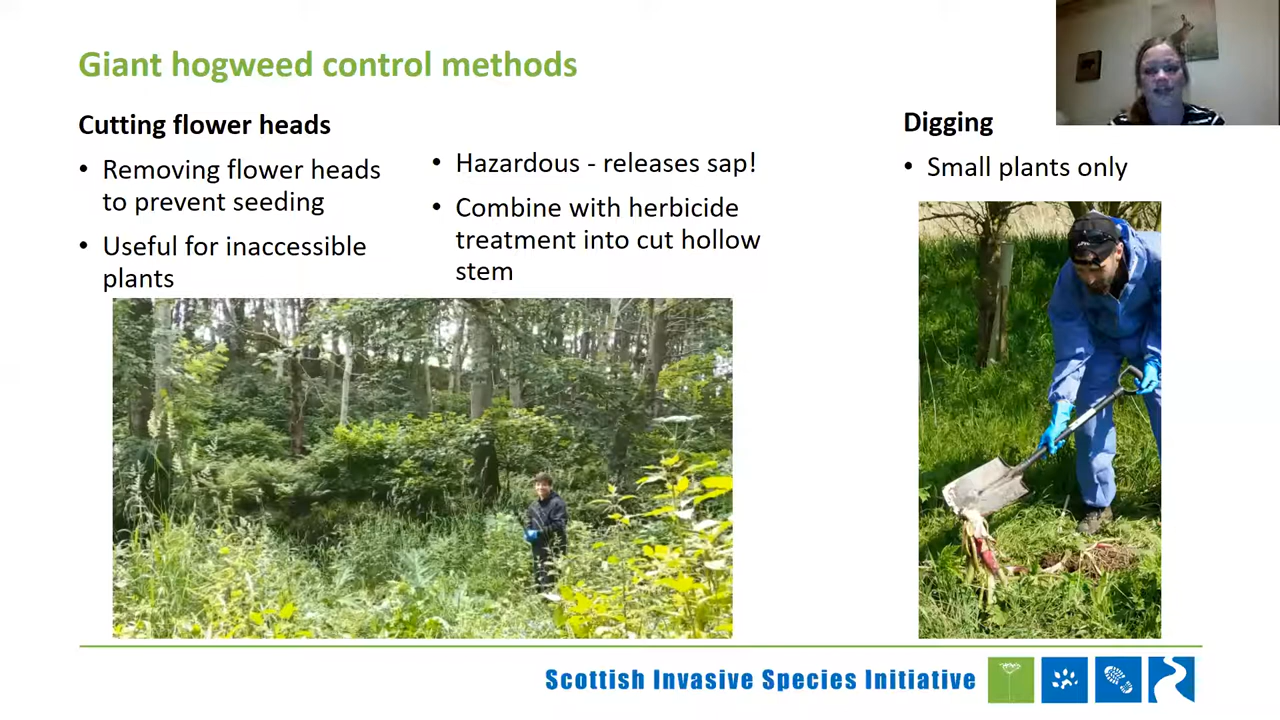 Giant hogweed control methods
Cutting flower heads
• Removing flower heads
to prevent seeding
• Useful for inaccessible
plants
• Hazardous - releases sap!
• Combine with herbicide
treatment into cut hollow
stem
Digging
• Small plants only
Scottish Invasive Species Initiative